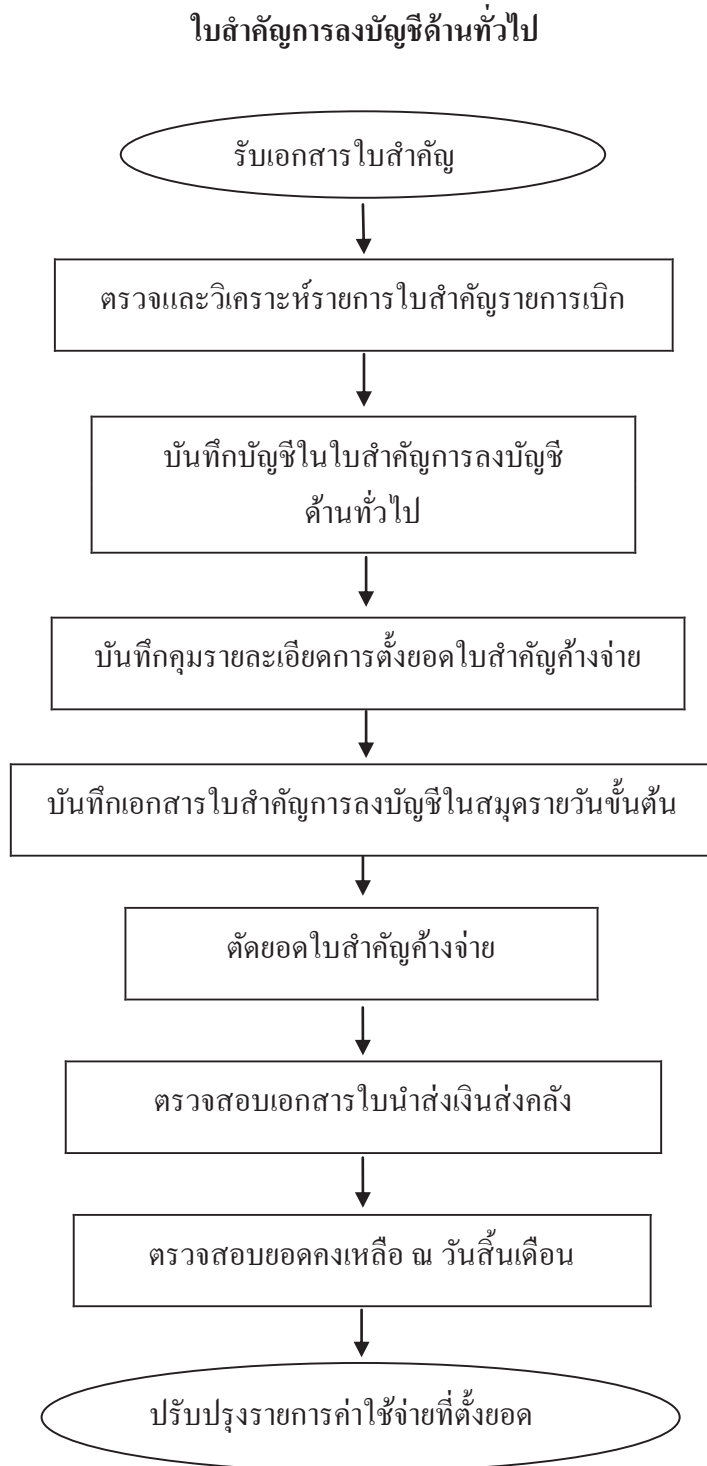 ใบสำคัญการลงบัญชีด้านทั่วไป
รับเอกสารใบสำคัญ
ตรวจและวิเคราะห์รายการใบสำคัญรายการเบิก
บันทึกบัญชีในใบสำคัญการลงบัญชี
ด้านทั่วไป
บันทึกคุมรายละเอียดการตั้งยอดใบสำคัญค้างจ่าย
บันทึกเอกสารใบสำคัญการลงบัญชีในสมุดรายวันขั้นต้น
ตัดยอดใบสำคัญค้างจ่าย
ตรวจสอบเอกสารใบนำส่งเงินส่งคลัง
ตรวจสอบยอดคงเหลือ ณ วันสิ้นเดือน
ปรับปรุงรายการค่าใช้จ่ายที่ตั้งยอด